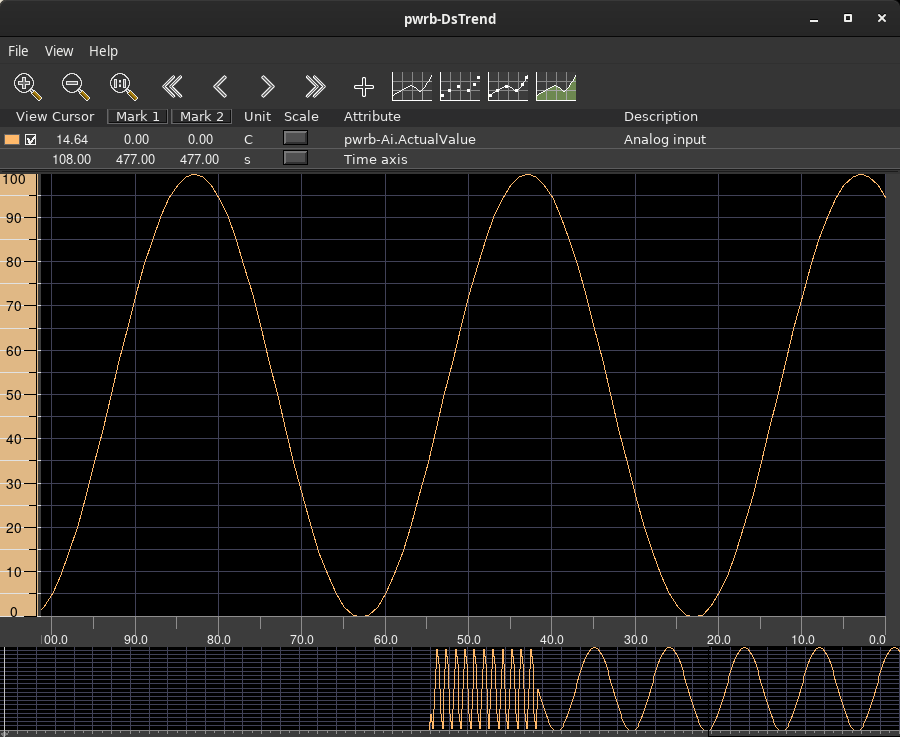 pwrb-DsTrend
File View Help
View Cursor Mark 1 Mark 2 Unit Scale Attribute Description
14.64 0.00 0.00 C pwrb-Ai.ActualValue Analog input
108.00 477.00 477.00 s Time axis
100
90
80
70
60
50
40
30
20
10
0
00.0 90.0 80.0 70.0 60.0 50.0 40.0 30.0 20.0 10.0 0.0